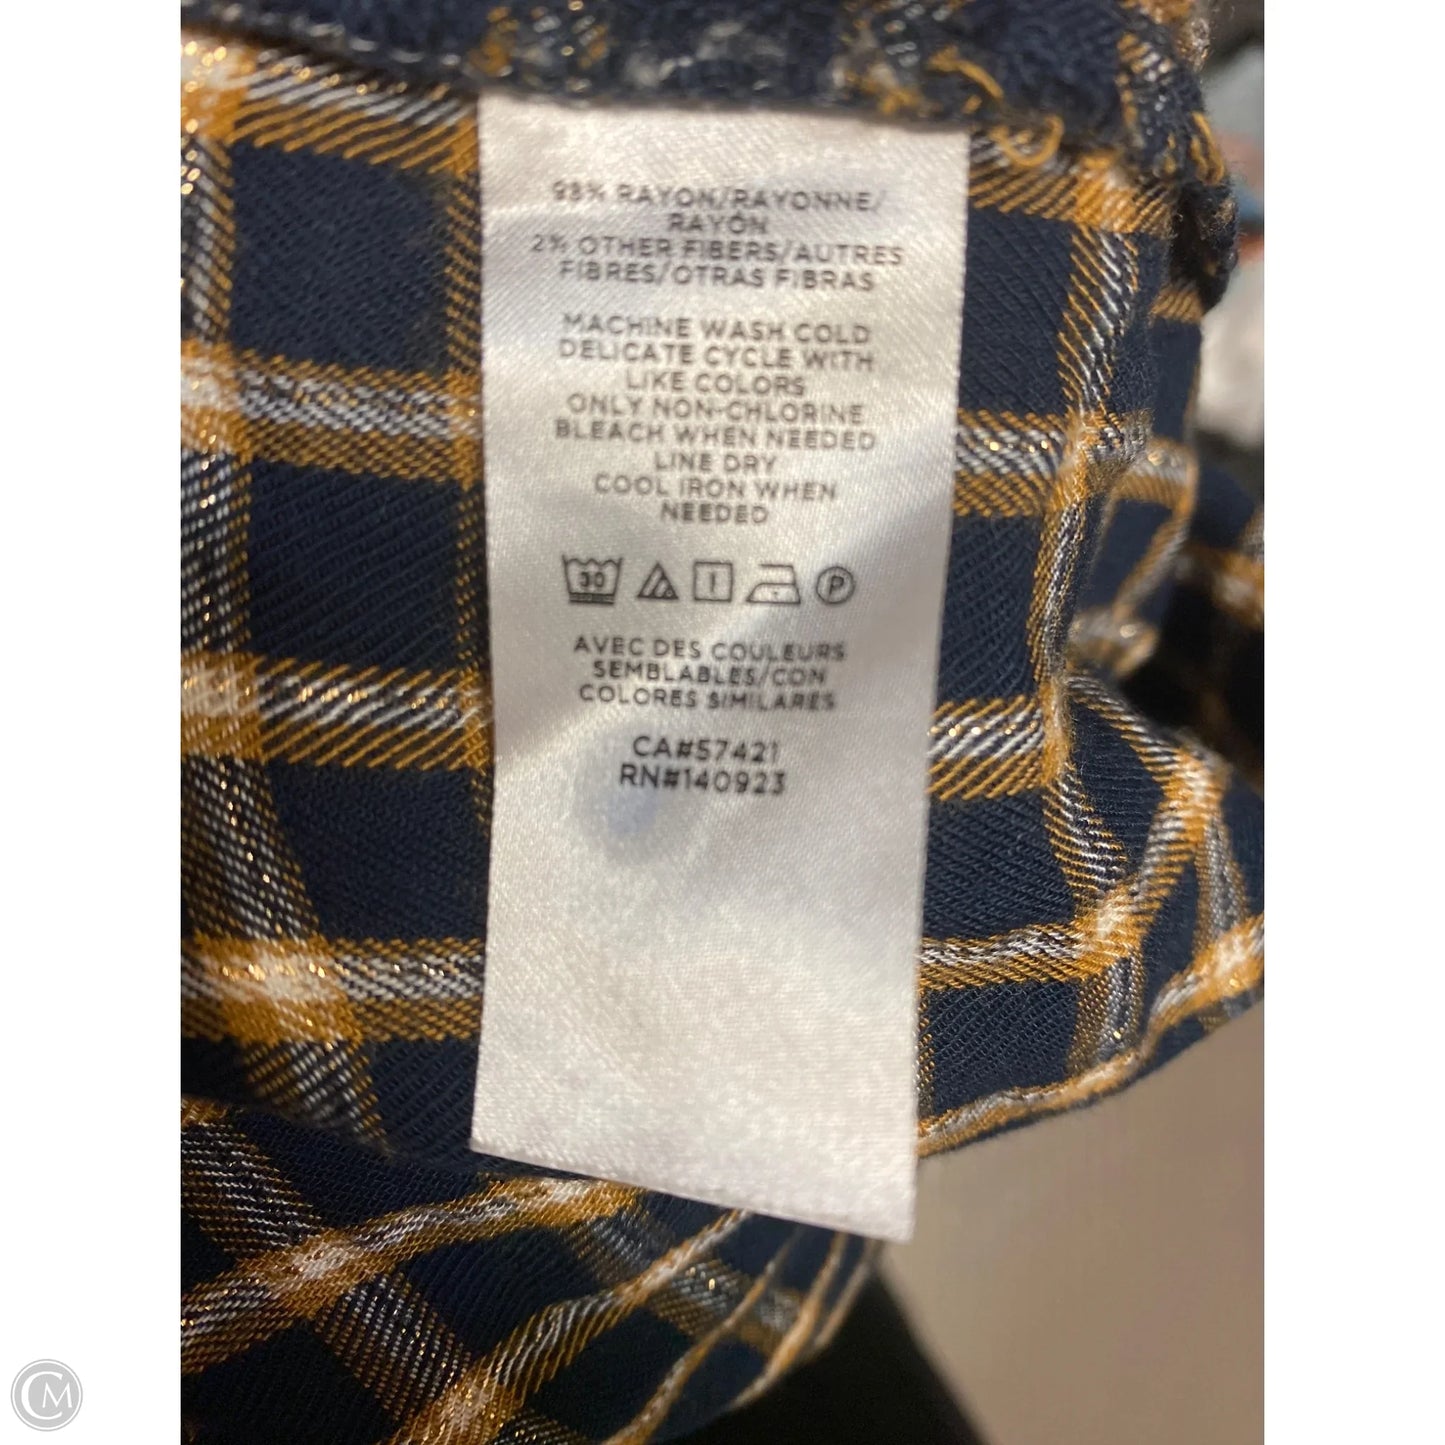 98% RAYON/RAYONNE/
RAYÓN
2% OTHER FIBERS/AUTRES
FIBRES/OTRAS FIBRAS
MACHINE WASH COLD
DELICATE CYCLE WITH
LIKE COLORS
ONLY NON-CHLORINE
BLEACH WHEN NEEDED
LINE DRY
COOL IRON WHEN
NEEDED
30 P
AVEC DES COULEURS
SEMBLABLES/CON
COLORES SIMILARES
CA#57421
RN#140923
CM